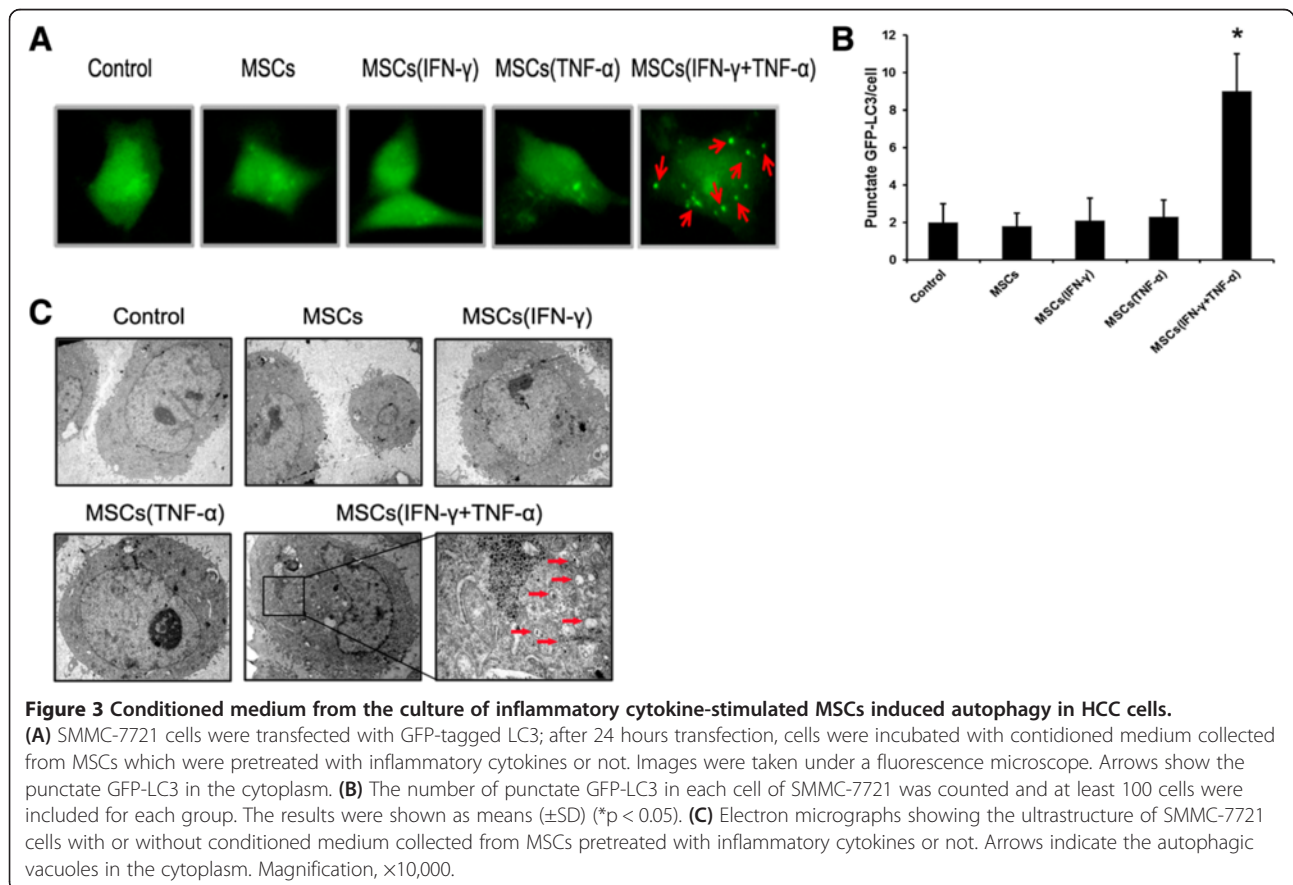 A
Control MSCs MSCs(IFN-γ) MSCs(TNF-α) MSCs(IFN-γ+TNF-α)
B
Punctate GFP-LC3/cell
12
10
8
6
4
2
0
*
Control
MSCs
MSCs(IFN-γ)
MSCs(TNF-α)
MSCs(IFN-γ+TNF-α)
C
Control MSCs MSCs(IFN-γ)
MSCs(TNF-α) MSCs(IFN-γ+TNF-α)
Figure 3 Conditioned medium from the culture of inflammatory cytokine-stimulated MSCs induced autophagy in HCC cells.
(A) SMMC-7721 cells were transfected with GFP-tagged LC3; after 24 hours transfection, cells were incubated with contidioned medium collected
from MSCs which were pretreated with inflammatory cytokines or not. Images were taken under a fluorescence microscope. Arrows show the
punctate GFP-LC3 in the cytoplasm. (B) The number of punctate GFP-LC3 in each cell of SMMC-7721 was counted and at least 100 cells were
included for each group. The results were shown as means (±SD) (*p < 0.05). (C) Electron micrographs showing the ultrastructure of SMMC-7721
cells with or without conditioned medium collected from MSCs pretreated with inflammatory cytokines or not. Arrows indicate the autophagic
vacuoles in the cytoplasm. Magnification, ×10,000.